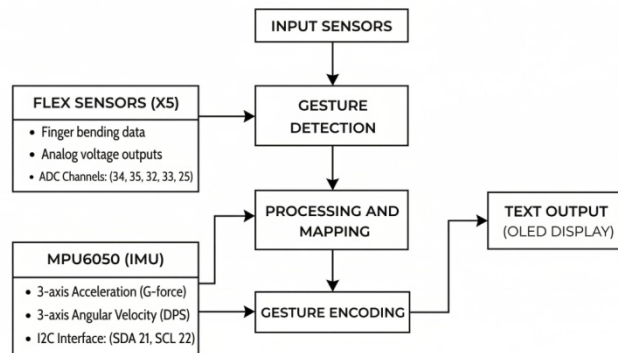 INPUT SENSORS
FLEX SENSORS (X5)
• Finger bending data
• Analog voltage outputs
• ADC Channels: (34, 35, 32, 33, 25)
GESTURE
DETECTION
PROCESSING AND
MAPPING
TEXT OUTPUT
(OLED DISPLAY)
MPU6050 (IMU)
• 3-axis Acceleration (G-force)
• 3-axis Angular Velocity (DPS)
• I2C Interface: (SDA 21, SCL 22)
GESTURE ENCODING